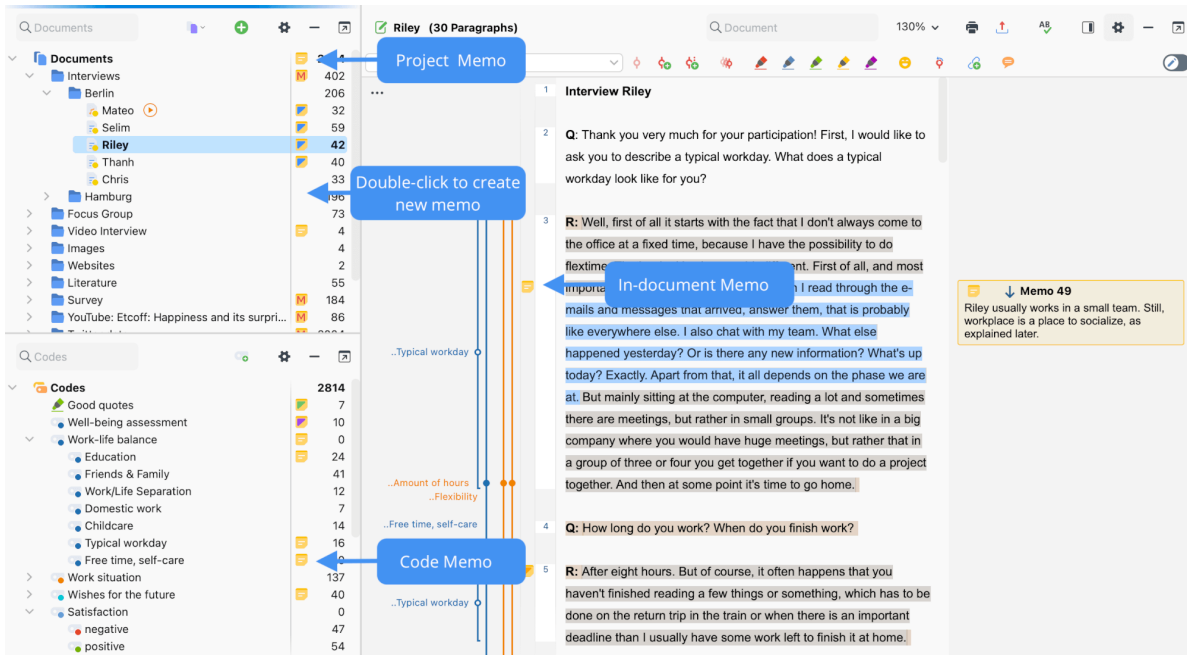 Documents
Riley (30 Paragraphs)
Document
130%
Documents
Interviews M 402
Berlin 206
Mateo 32
Selim 59
Riley 42
Thanh 40
Chris 33
Hamburg
Focus Group 73
Video Interview 4
Images 4
Websites 2
Literature 55
Survey M 184
YouTube: Etcoff: Happiness and its surpri... M 86
Project Memo
Double-click to create
new memo
Codes
Codes 2814
Good quotes 7
Well-being assessment 10
Work-life balance 0
Education 24
Friends & Family 41
Work/Life Separation 12
Domestic work 7
Childcare 14
Typical workday 16
Free time, self-care
Work situation 137
Wishes for the future 40
Satisfaction 0
negative 47
positive 54
Code Memo
..Typical workday
..Amount of hours
..Flexibility
..Free time, self-care
..Typical workday
1 Interview Riley
2 Q: Thank you very much for your participation! First, I would like to
ask you to describe a typical workday. What does a typical
workday look like for you?
3 R: Well, first of all it starts with the fact that I don't always come to
the office at a fixed time, because I have the possibility to do
flextime. First of all, and most
In-document Memo
I read through the e-
mails and messages that arrived, answer them, that is probably
like everywhere else. I also chat with my team. What else
happened yesterday? Or is there any new information? What's up
today? Exactly. Apart from that, it all depends on the phase we are
at. But mainly sitting at the computer, reading a lot and sometimes
there are meetings, but rather in small groups. It's not like in a big
company where you would have huge meetings, but rather that in
a group of three or four you get together if you want to do a project
together. And then at some point it's time to go home.
4 Q: How long do you work? When do you finish work?
5 R: After eight hours. But of course, it often happens that you
haven't finished reading a few things or something, which has to be
done on the return trip in the train or when there is an important
deadline than I usually have some work left to finish it at home.
Memo 49
Riley usually works in a small team. Still,
workplace is a place to socialize, as
explained later.